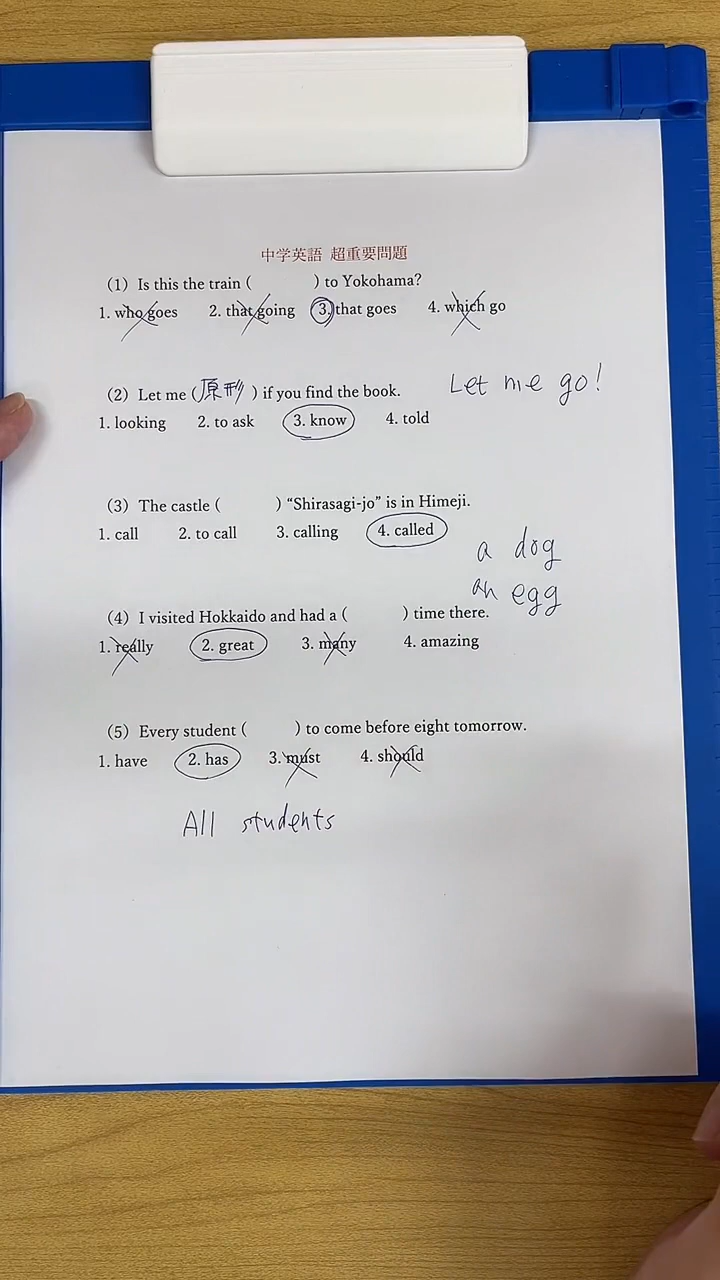 中学英語 超重要問題
(1) Is this the train ( ) to Yokohama?
1. who goes 2. that going 3. that goes 4. which go
(2) Let me (原形) if you find the book.
Let me go!
1. looking 2. to ask 3. know 4. told
(3) The castle ( ) “Shirasagi-jo” is in Himeji.
1. call 2. to call 3. calling 4. called
a dog
an egg
(4) I visited Hokkaido and had a ( ) time there.
1. really 2. great 3. many 4. amazing
(5) Every student ( ) to come before eight tomorrow.
1. have 2. has 3. must 4. should
All students